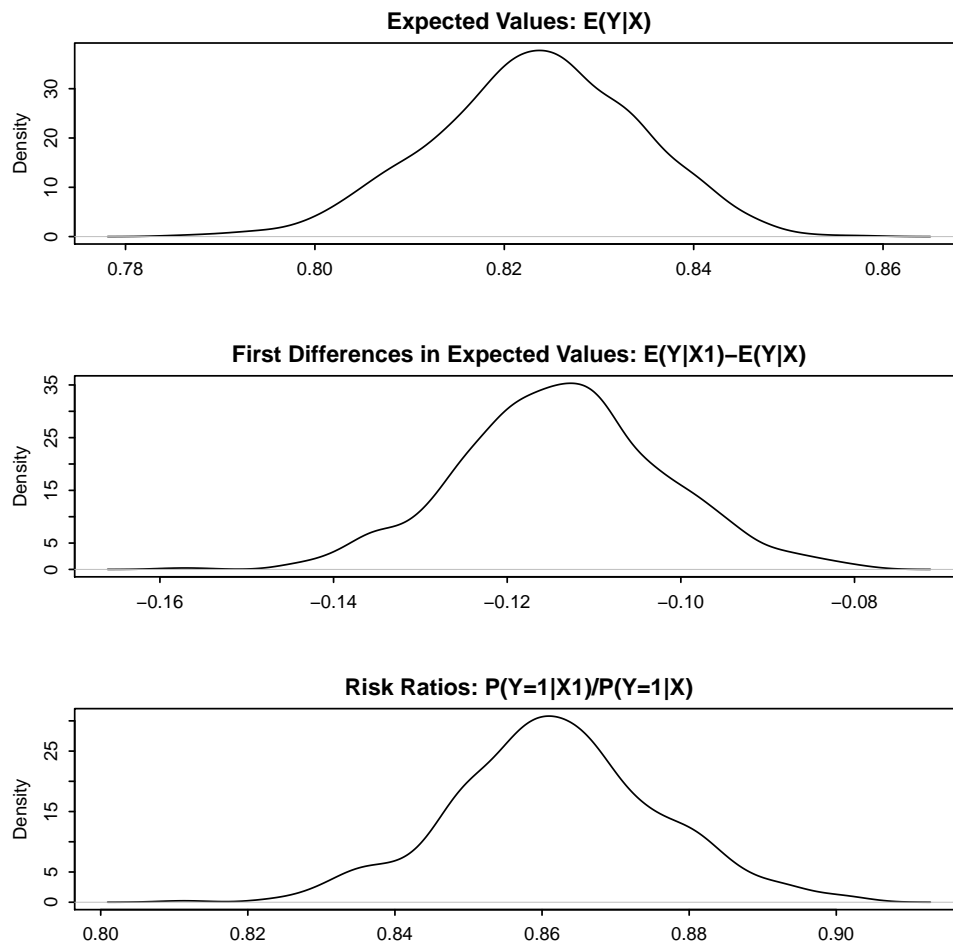 Expected Values: E(Y|X)
Density
0
10
20
30
0.78 0.80 0.82 0.84 0.86
First Differences in Expected Values: E(Y|X1)−E(Y|X)
Density
0
5
15
25
35
−0.16 −0.14 −0.12 −0.10 −0.08
Risk Ratios: P(Y=1|X1)/P(Y=1|X)
Density
0
5
15
25
0.80 0.82 0.84 0.86 0.88 0.90